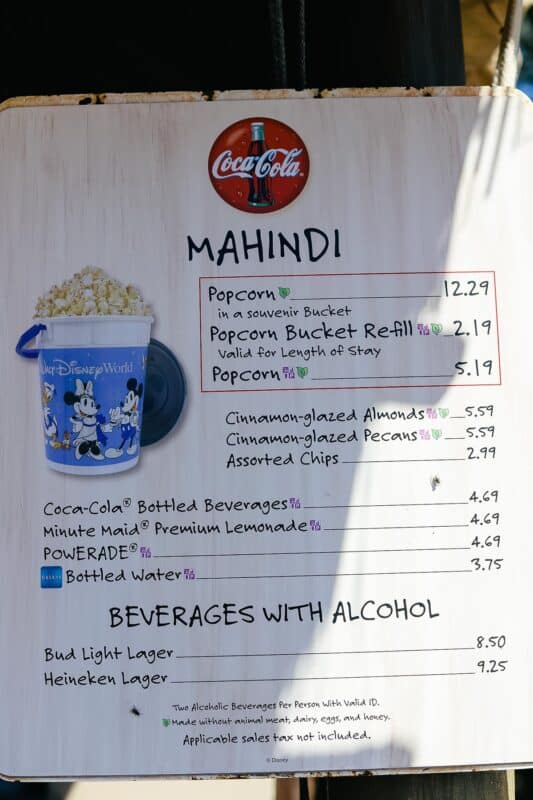 Coca-Cola
MAHINDI
Popcorn 12.29
in a souvenir Bucket
Popcorn Bucket Refill 2.19
Valid for Length of Stay
Popcorn 5.19
Walt Disney World
Cinnamon-glazed Almonds 5.59
Cinnamon-glazed Pecans 5.59
Assorted Chips 2.99
Coca-Cola® Bottled Beverages 4.69
Minute Maid® Premium Lemonade 4.69
POWERADE® 4.69
Bottled Water 3.75
BEVERAGES WITH ALCOHOL
Bud Light Lager 8.50
Heineken Lager 9.25
Two Alcoholic Beverages Per Person With Valid ID.
Made without animal meat, dairy, eggs, and honey.
Applicable sales tax not included.
© Disney